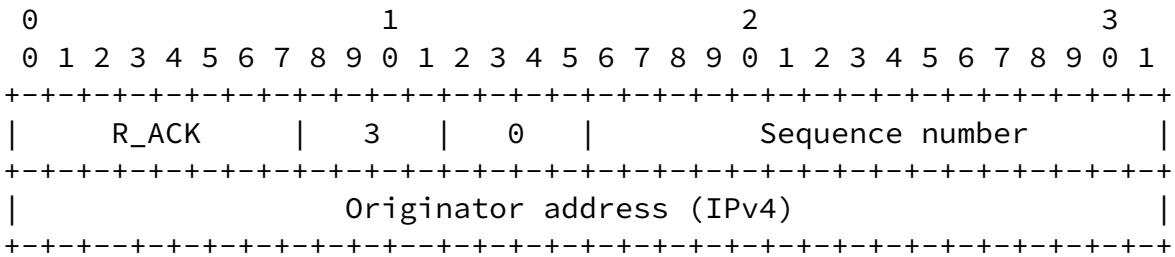 0                   1                   2                   3
 0 1 2 3 4 5 6 7 8 9 0 1 2 3 4 5 6 7 8 9 0 1 2 3 4 5 6 7 8 9 0 1
+-+-+-+-+-+-+-+-+-+-+-+-+-+-+-+-+-+-+-+-+-+-+-+-+-+-+-+-+-+-+-+-+
|     R_ACK     |   3   |   0   |         Sequence number       |
+-+-+-+-+-+-+-+-+-+-+-+-+-+-+-+-+-+-+-+-+-+-+-+-+-+-+-+-+-+-+-+-+
|                  Originator address (IPv4)                    |
+-+-+--+-+-+-+-+-+-+--+-+-+-+-+-+-+-+-+-+-+-+-+-+-+-+-+-+-+-+-+-+